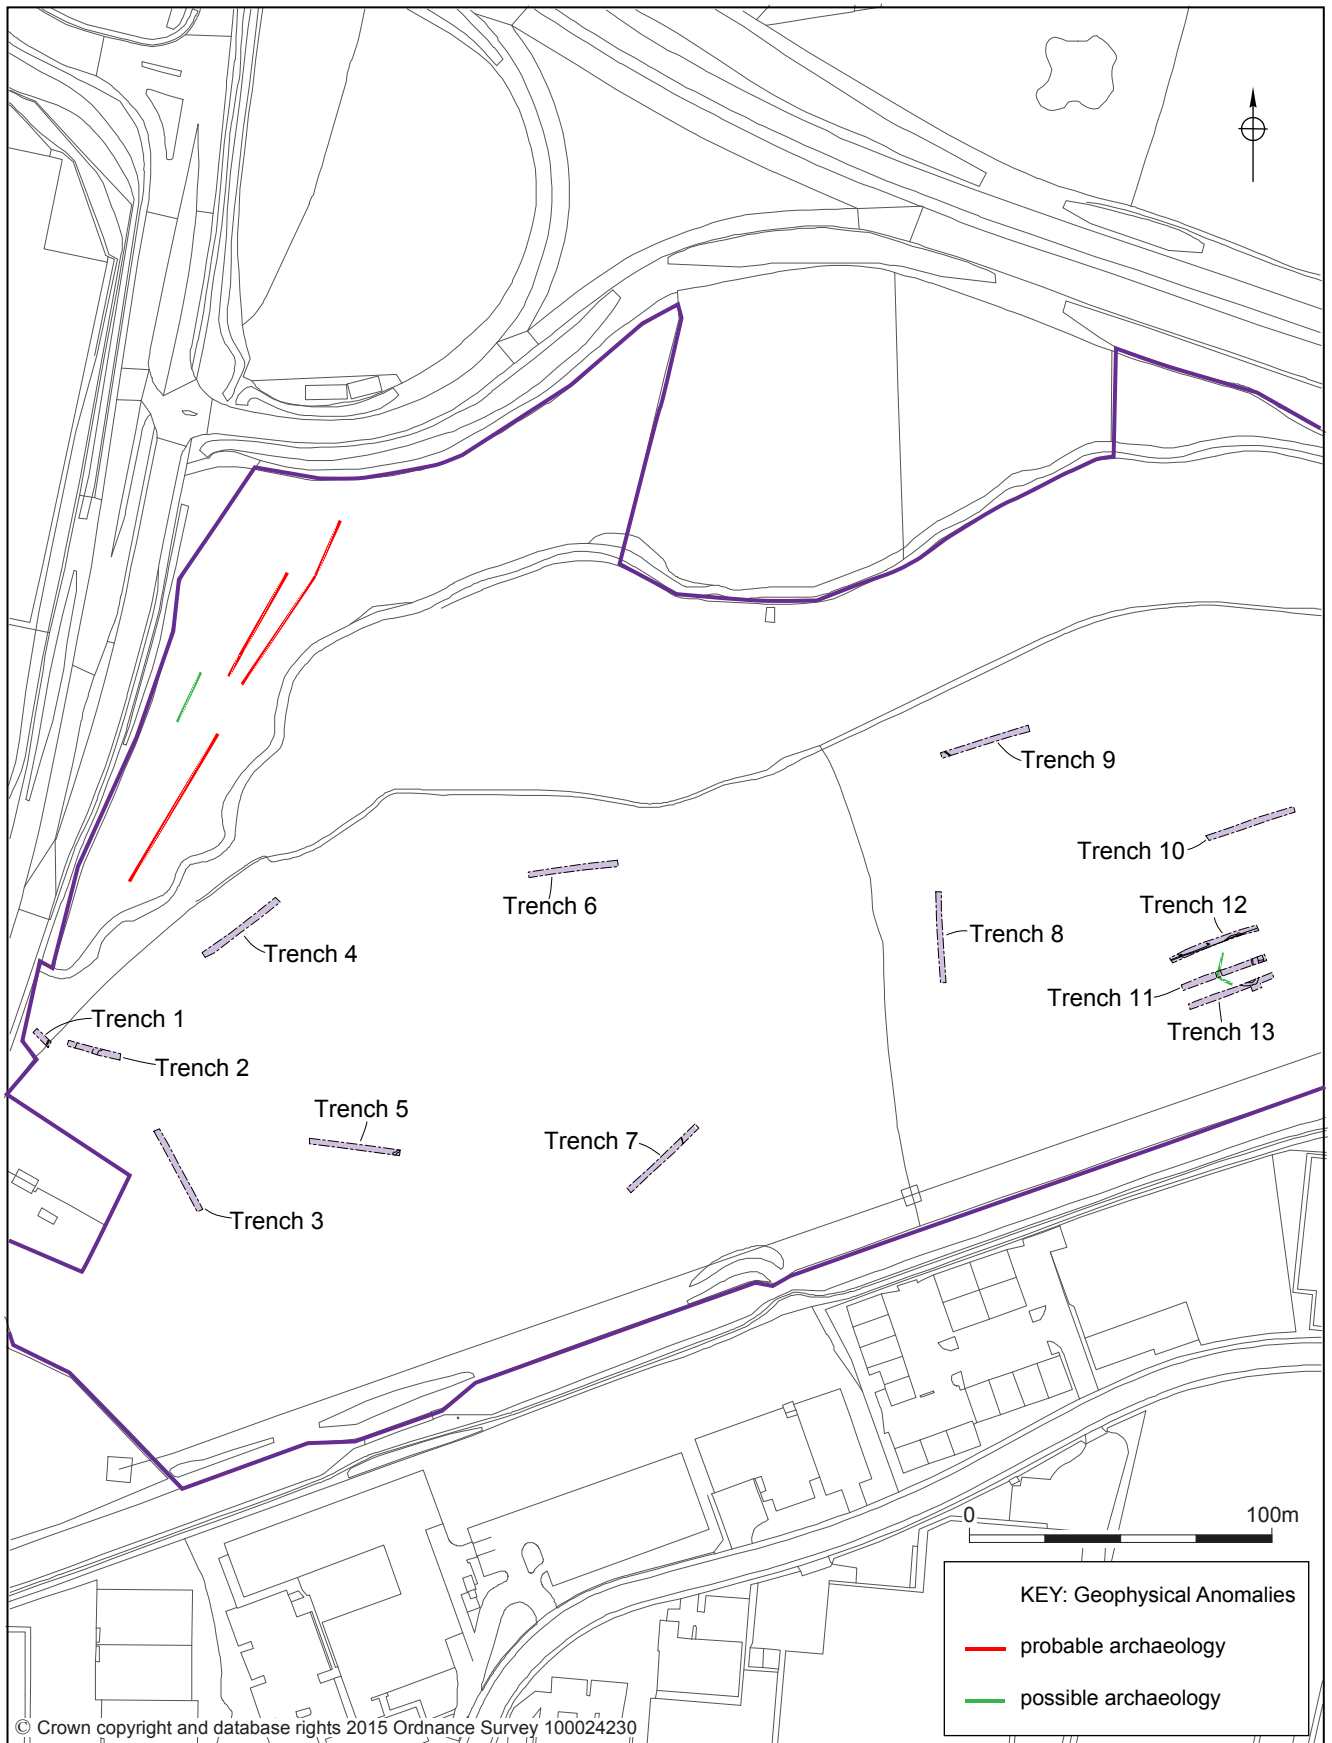 Trench 9
Trench 10
Trench 6
Trench 12
Trench 8
Trench 4
Trench 11
Trench 1
Trench 13
Trench 2
Trench 5
Trench 7
Trench 3
0 100m
KEY: Geophysical Anomalies
probable archaeology
possible archaeology
© Crown copyright and database rights 2015 Ordnance Survey 100024230